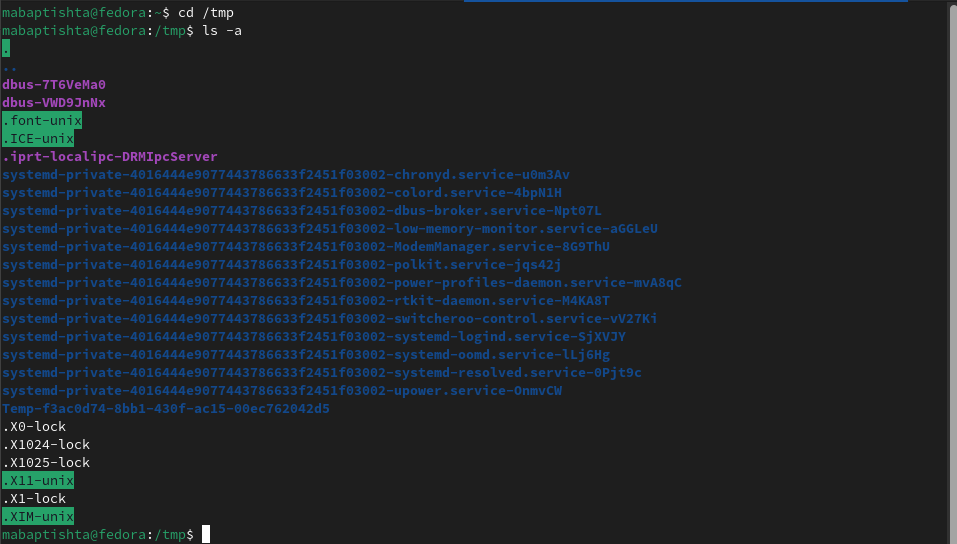 mabaptishta@fedora:~$ cd /tmp
mabaptishta@fedora:/tmp$ ls -a
.
..
dbus-7T6VeMa0
dbus-VWD9JnNx
.font-unix
.ICE-unix
.iprt-localipc-DRMIpcServer
systemd-private-4016444e9077443786633f2451f03002-chronyd.service-u0m3Av
systemd-private-4016444e9077443786633f2451f03002-colord.service-4bpN1H
systemd-private-4016444e9077443786633f2451f03002-dbus-broker.service-Npt07L
systemd-private-4016444e9077443786633f2451f03002-low-memory-monitor.service-aGGLeU
systemd-private-4016444e9077443786633f2451f03002-ModemManager.service-8G9ThU
systemd-private-4016444e9077443786633f2451f03002-polkit.service-jqs42j
systemd-private-4016444e9077443786633f2451f03002-power-profiles-daemon.service-mvA8qC
systemd-private-4016444e9077443786633f2451f03002-rtkit-daemon.service-M4KA8T
systemd-private-4016444e9077443786633f2451f03002-switcheroo-control.service-vV27Ki
systemd-private-4016444e9077443786633f2451f03002-systemd-logind.service-SjXVJY
systemd-private-4016444e9077443786633f2451f03002-systemd-oomd.service-lLj6Hg
systemd-private-4016444e9077443786633f2451f03002-systemd-resolved.service-0Pjt9c
systemd-private-4016444e9077443786633f2451f03002-upower.service-OnmvCW
Temp-f3ac0d74-8bb1-430f-ac15-00ec762042d5
.X0-lock
.X1024-lock
.X1025-lock
.X11-unix
.X1-lock
.XIM-unix
mabaptishta@fedora:/tmp$